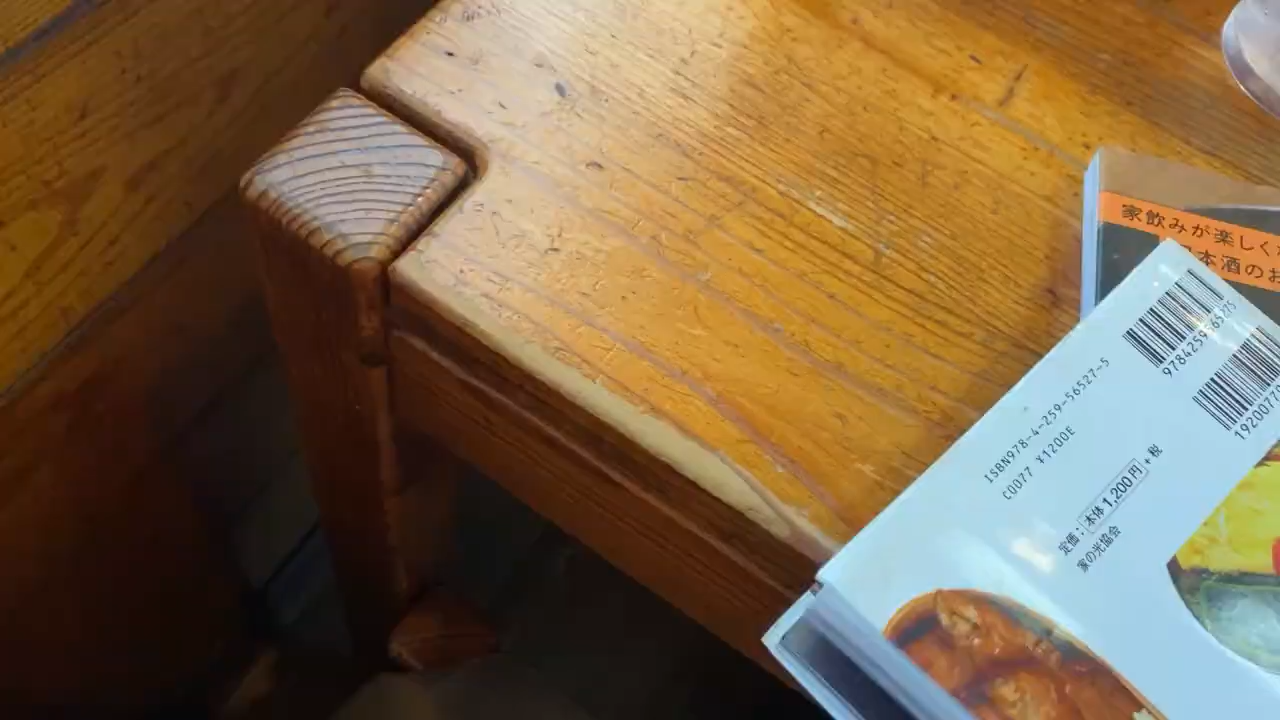 家飲みが楽しく
本酒のお
9784259565275
192007
ISBN978-4-259-56527-5
C0077 ¥1200E
定価：本体1,200円+税
家の光協会